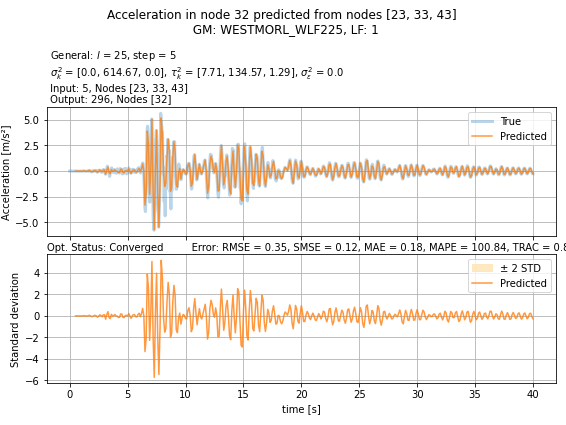 Acceleration in node 32 predicted from nodes [23, 33, 43]
GM: WESTMORL_WLF225, LF: 1
General: l = 25, step = 5
σ²ₖ = [0.0, 614.67, 0.0], τ²ₖ = [7.71, 134.57, 1.29], σ²ε = 0.0
Input: 5, Nodes [23, 33, 43]
Output: 296, Nodes [32]
Acceleration [m/s²]
5.0
2.5
0.0
−2.5
−5.0
True
Predicted
Opt. Status: Converged Error: RMSE = 0.35, SMSE = 0.12, MAE = 0.18, MAPE = 100.84, TRAC = 0.8
Standard deviation
4
2
0
−2
−4
−6
± 2 STD
Predicted
0 5 10 15 20 25 30 35 40
time [s]